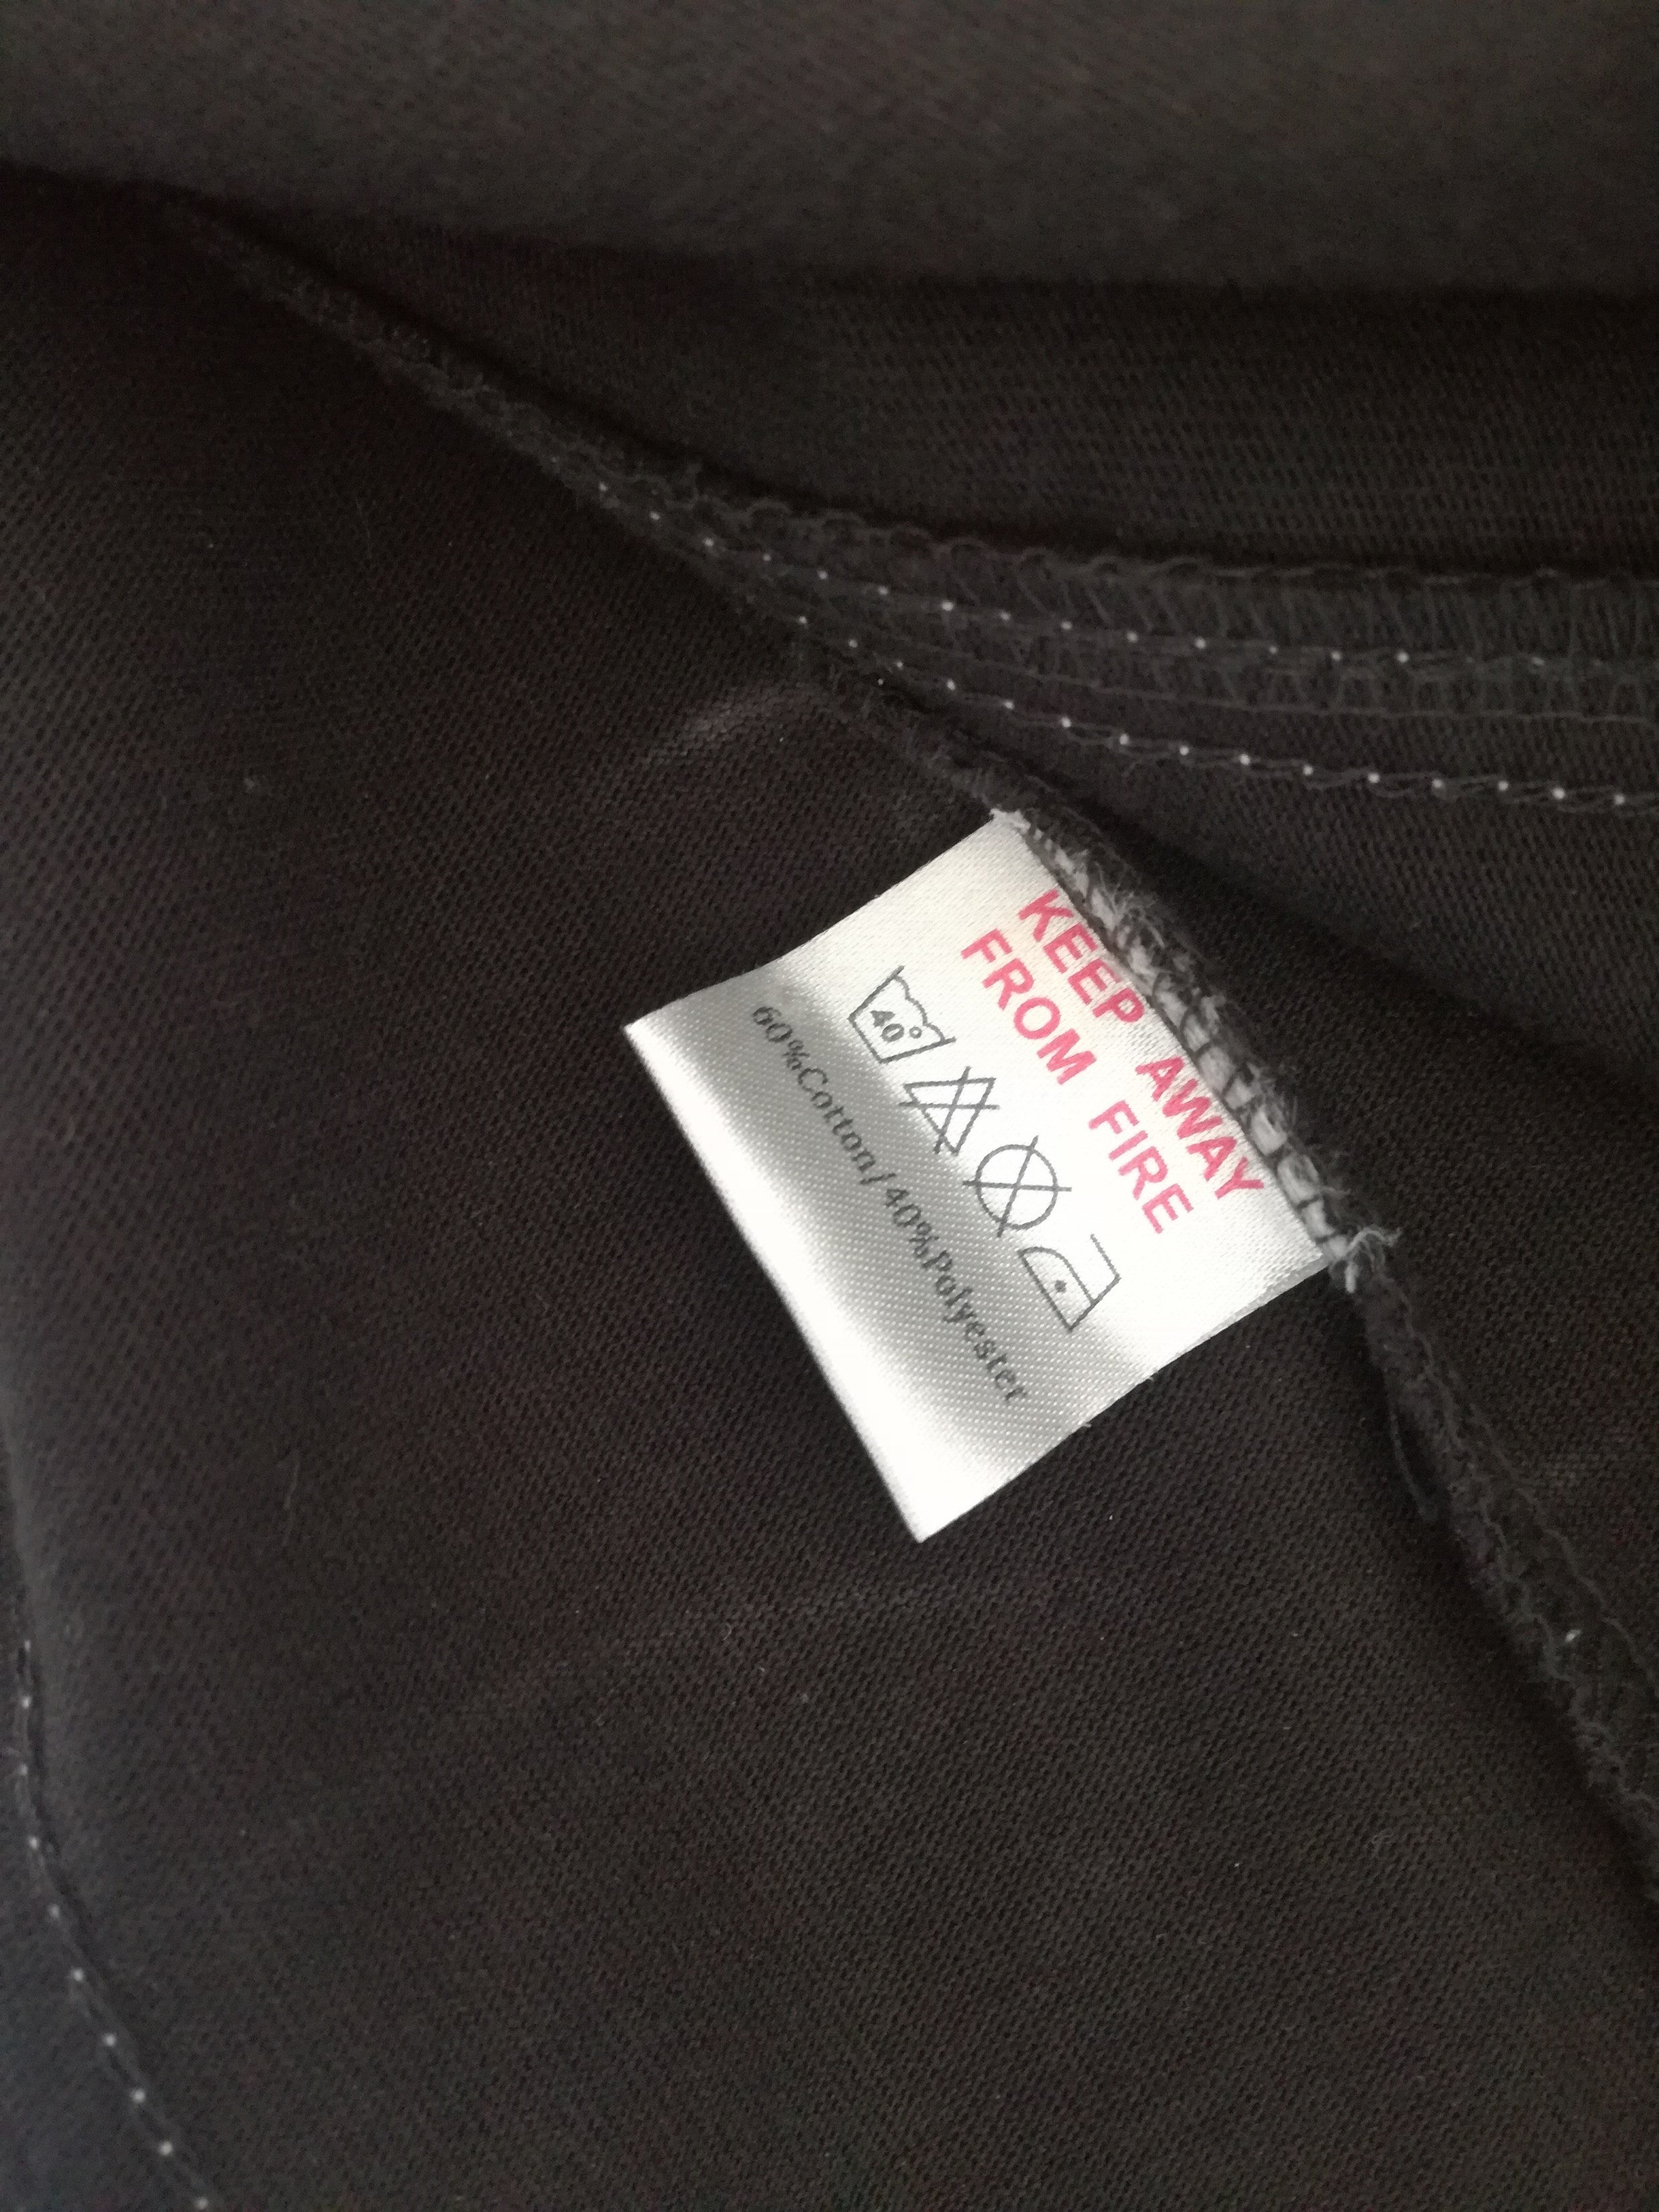 KEEP AWAY
FROM FIRE
40°
60%Cotton/40%Polyester